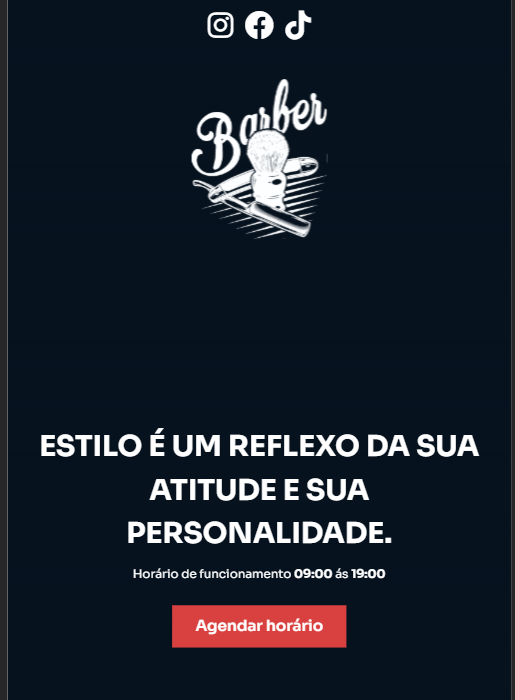 Barber
ESTILO É UM REFLEXO DA SUA
ATITUDE E SUA
PERSONALIDADE.
Horário de funcionamento 09:00 ás 19:00
Agendar horário